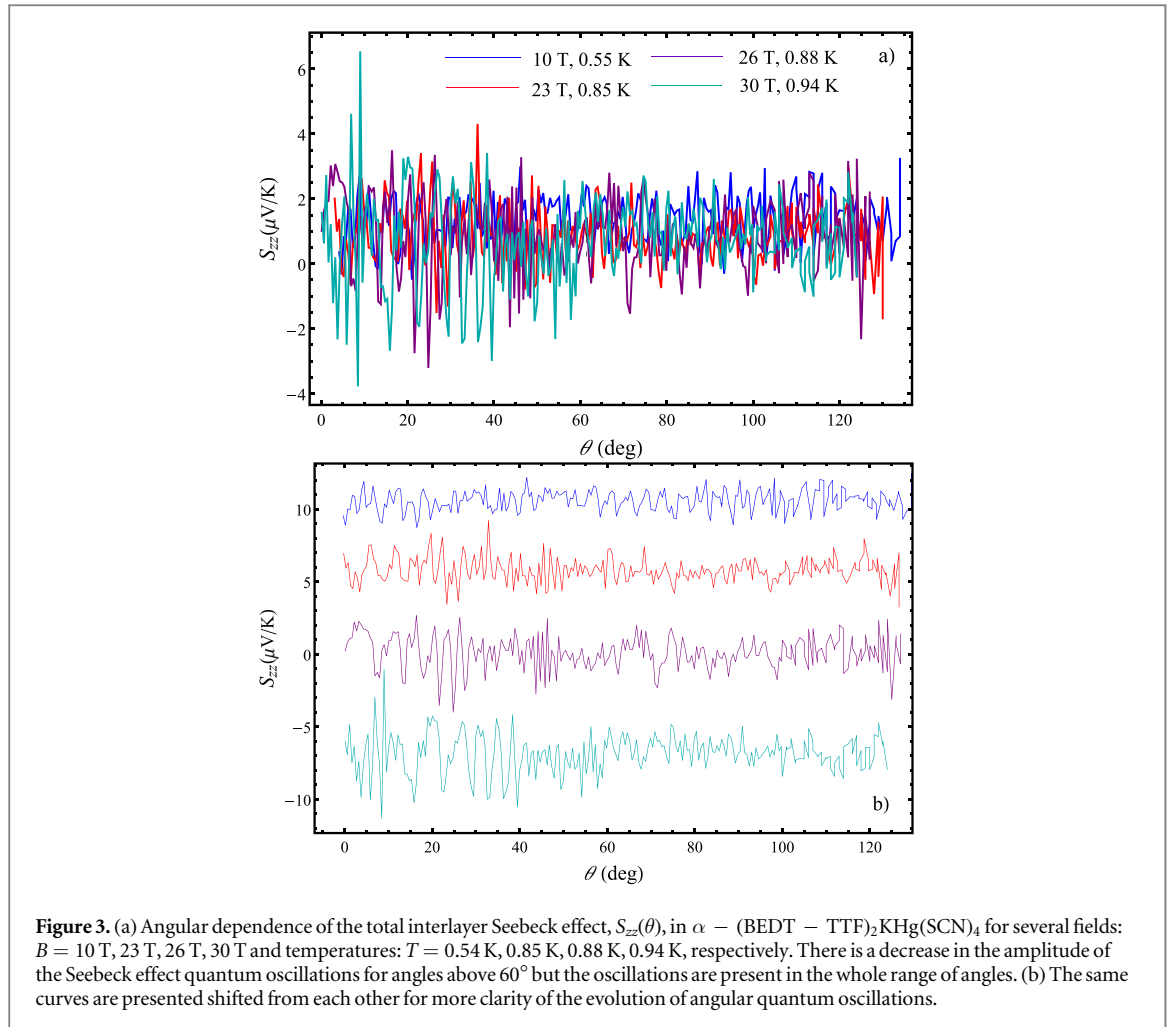 a)
10 T, 0.55 K 26 T, 0.88 K
23 T, 0.85 K 30 T, 0.94 K
6
4
2
0
−2
−4
S_zz(μV/K)
0 20 40 60 80 100 120
θ (deg)
10
5
0
−5
−10
S_zz(μV/K)
b)
0 20 40 60 80 100 120
θ (deg)
Figure 3. (a) Angular dependence of the total interlayer Seebeck effect, S_zz(θ), in α − (BEDT − TTF)₂KHg(SCN)₄ for several fields:
B = 10 T, 23 T, 26 T, 30 T and temperatures: T = 0.54 K, 0.85 K, 0.88 K, 0.94 K, respectively. There is a decrease in the amplitude of
the Seebeck effect quantum oscillations for angles above 60° but the oscillations are present in the whole range of angles. (b) The same
curves are presented shifted from each other for more clarity of the evolution of angular quantum oscillations.